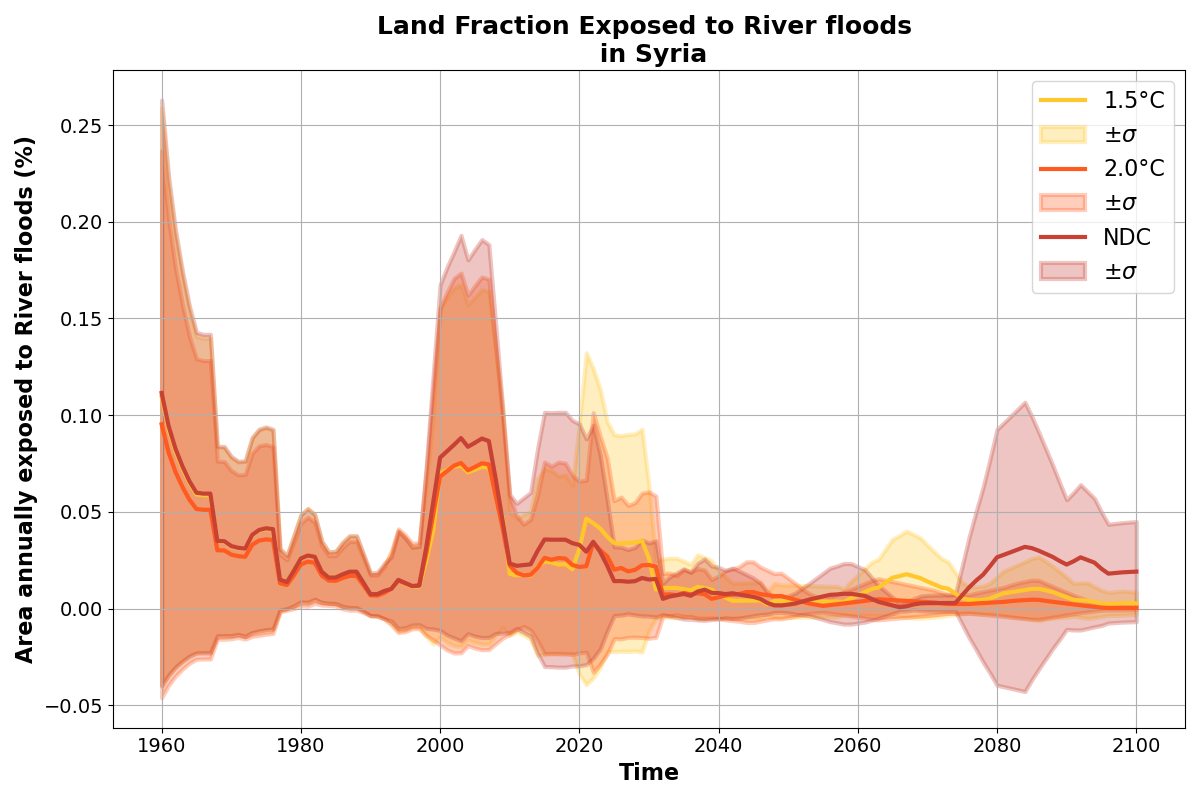 Land Fraction Exposed to River floods
in Syria
Area annually exposed to River floods (%)
0.25
0.20
0.15
0.10
0.05
0.00
−0.05
1960
1980
2000
2020
2040
2060
2080
2100
Time
1.5°C
±σ
2.0°C
±σ
NDC
±σ